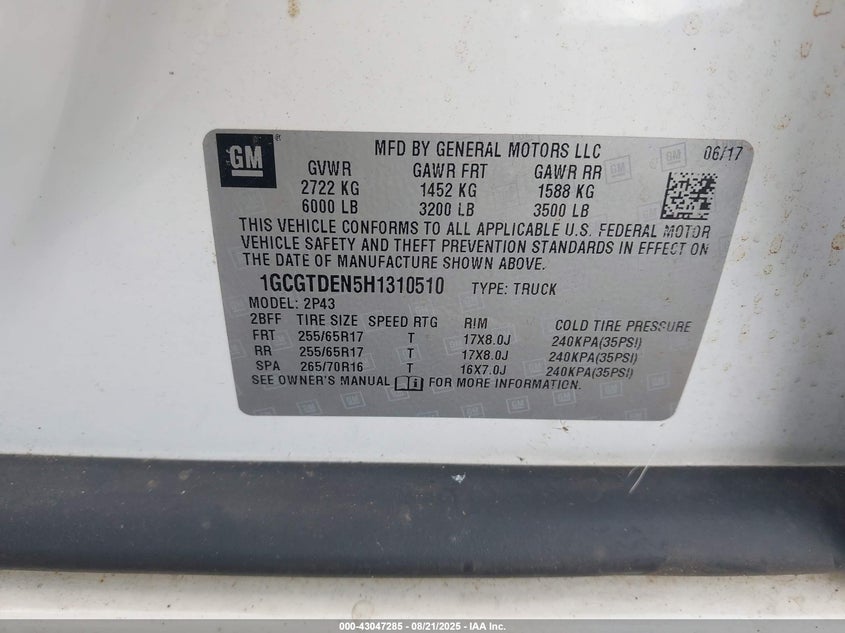 GM
MFD BY GENERAL MOTORS LLC 06/17
GVWR GAWR FRT GAWR RR
2722 KG 1452 KG 1588 KG
6000 LB 3200 LB 3500 LB
THIS VEHICLE CONFORMS TO ALL APPLICABLE U.S. FEDERAL MOTOR
VEHICLE SAFETY AND THEFT PREVENTION STANDARDS IN EFFECT ON
THE DATE OF MANUFACTURE SHOWN ABOVE.
1GCGTDEN5H1310510 TYPE: TRUCK
MODEL: 2P43
2BFF TIRE SIZE SPEED RTG RIM COLD TIRE PRESSURE
FRT 255/65R17 T 17X8.0J 240KPA(35PSI)
RR 255/65R17 T 17X8.0J 240KPA(35PSI)
SPA 265/70R16 T 16X7.0J 240KPA(35PSI)
SEE OWNER'S MANUAL FOR MORE INFORMATION.
000-43047285 - 08/21/2025 - IAA Inc.